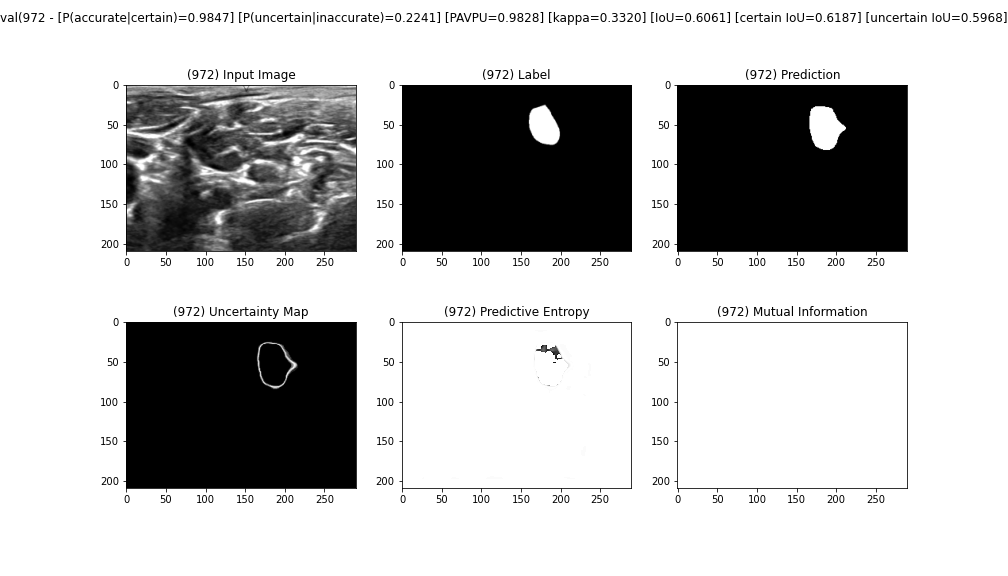 val(972 - [P(accurate|certain)=0.9847] [P(uncertain|inaccurate)=0.2241] [PAVPU=0.9828] [kappa=0.3320] [IoU=0.6061] [certain IoU=0.6187] [uncertain IoU=0.5968]
(972) Input Image
0
50
100
150
200
0 50 100 150 200 250
(972) Label
0
50
100
150
200
0 50 100 150 200 250
(972) Prediction
0
50
100
150
200
0 50 100 150 200 250
(972) Uncertainty Map
0
50
100
150
200
0 50 100 150 200 250
(972) Predictive Entropy
0
50
100
150
200
0 50 100 150 200 250
(972) Mutual Information
0
50
100
150
200
0 50 100 150 200 250